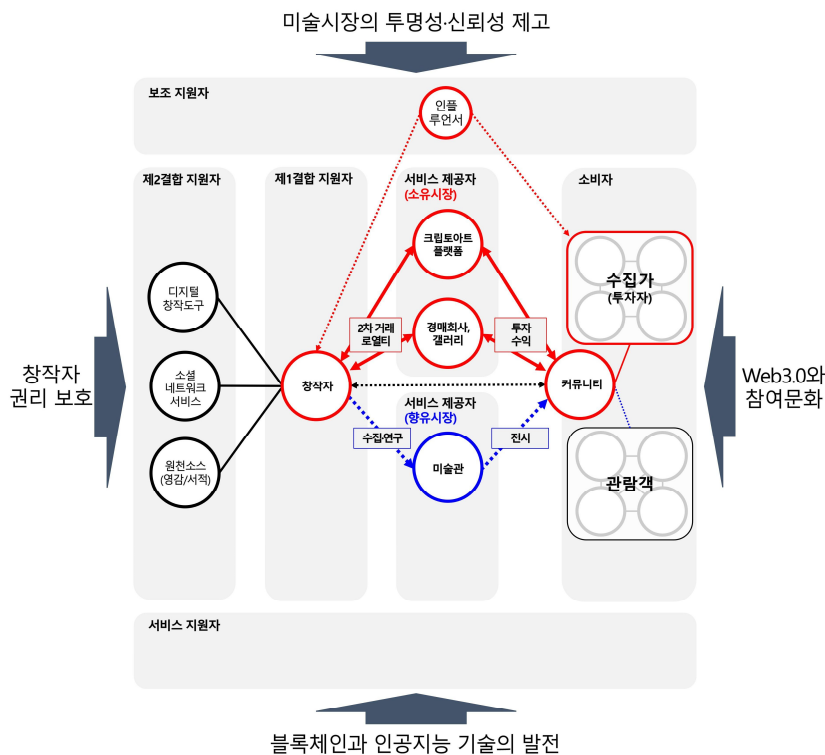 미술시장의 투명성·신뢰성 제고
보조 지원자
인플
루언서
제2결합 지원자
제1결합 지원자
서비스 제공자
(소유시장)
소비자
크립토아트
플랫폼
수집가
(투자자)
디지털
창작도구
2차 거래
로열티
경매회사,
갤러리
투자
수익
창작자
권리 보호
소셜
네트워크
서비스
창작자
커뮤니티
Web3.0와
참여문화
서비스 제공자
(향유시장)
수집·연구
전시
원천소스
(영감/서적)
미술관
관람객
서비스 지원자
블록체인과 인공지능 기술의 발전